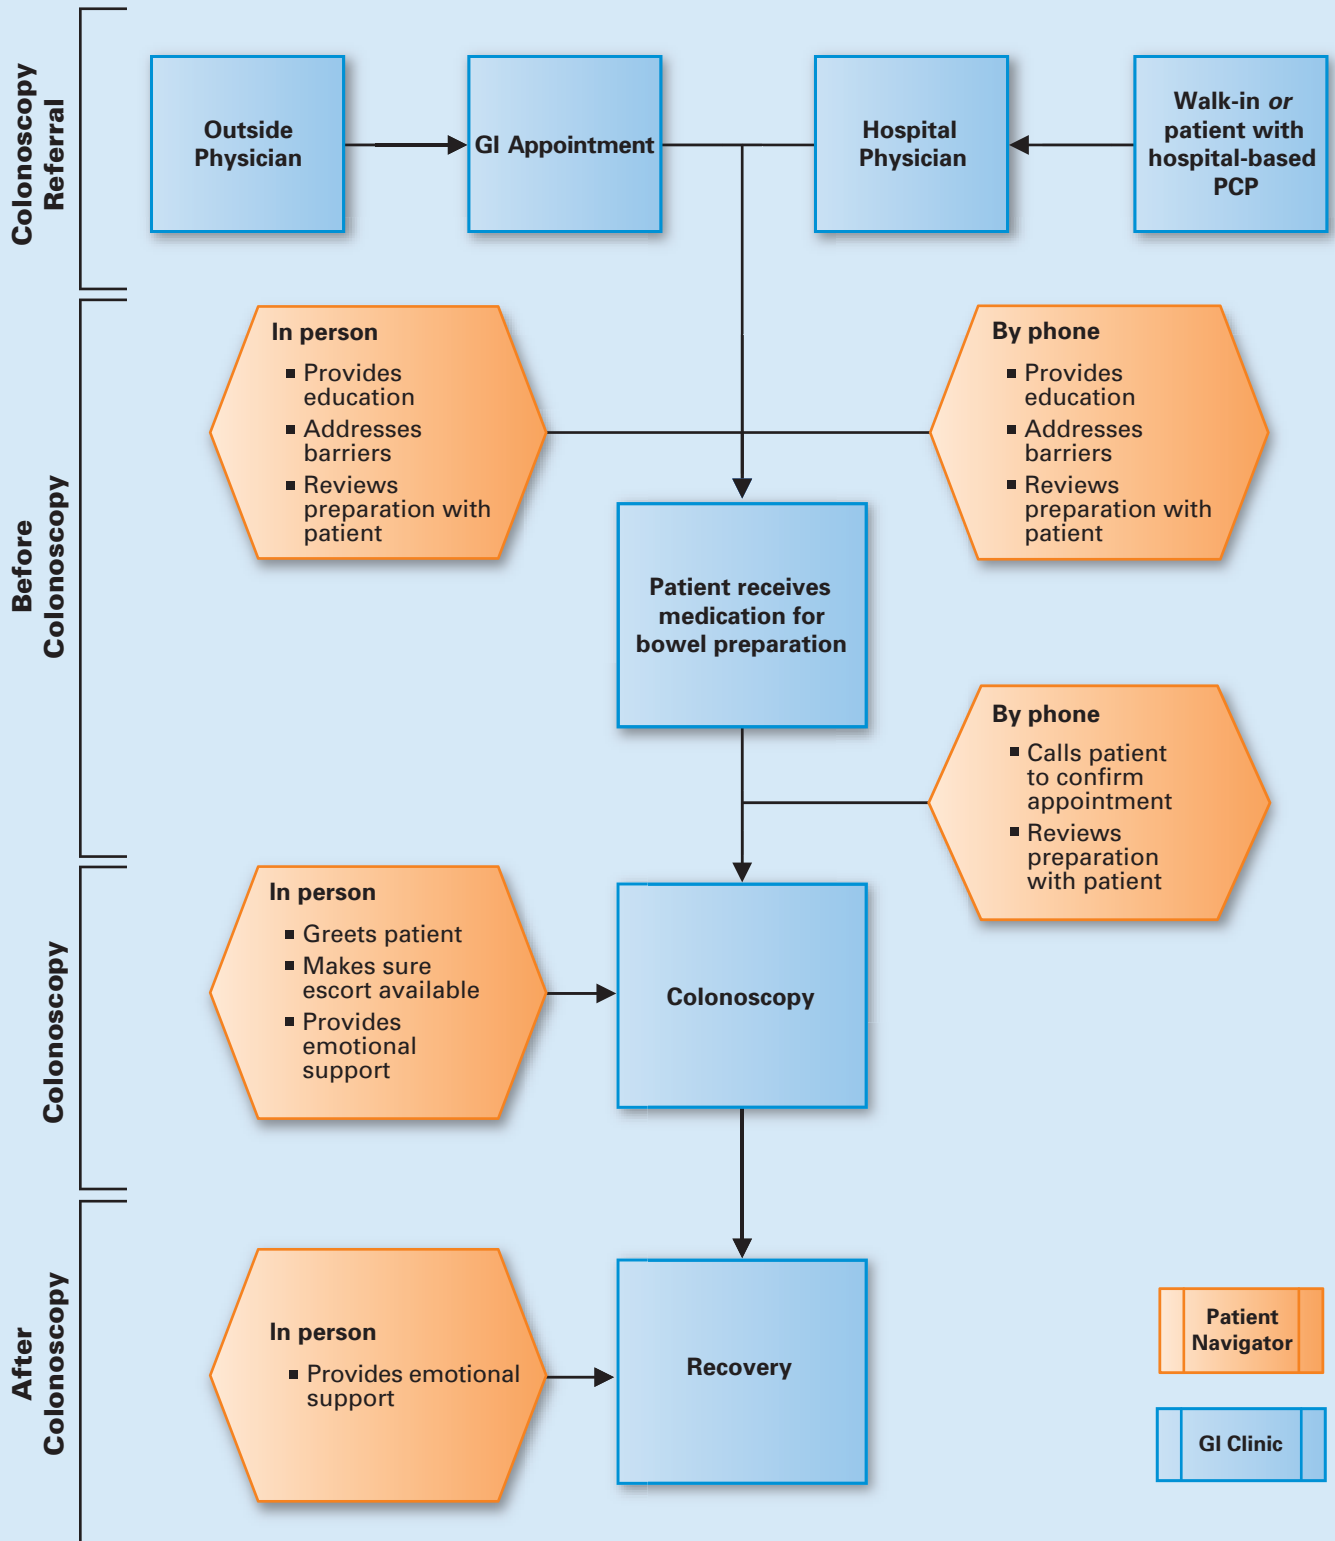 Colonoscopy
Referral
Outside
Physician
GI Appointment
Hospital
Physician
Walk-in or
patient with
hospital-based
PCP
Before
Colonoscopy
In person
▪ Provides
education
▪ Addresses
barriers
▪ Reviews
preparation with
patient
By phone
▪ Provides
education
▪ Addresses
barriers
▪ Reviews
preparation with
patient
Patient receives
medication for
bowel preparation
By phone
▪ Calls patient
to confirm
appointment
▪ Reviews
preparation
with patient
Colonoscopy
In person
▪ Greets patient
▪ Makes sure
escort available
▪ Provides
emotional
support
Colonoscopy
After
Colonoscopy
In person
▪ Provides emotional
support
Recovery
Patient
Navigator
GI Clinic